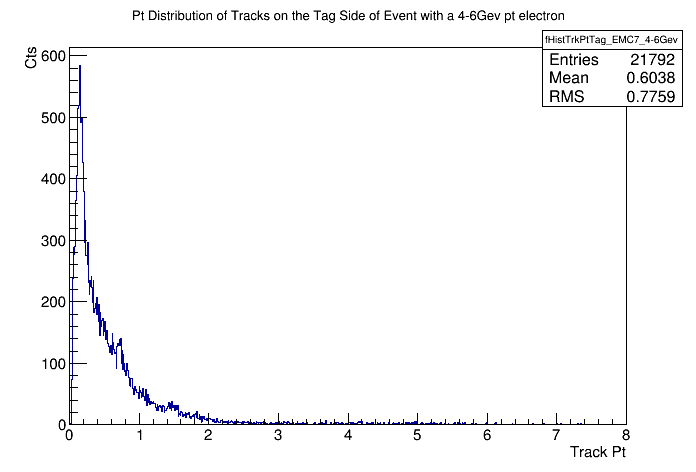 Pt Distribution of Tracks on the Tag Side of Event with a 4-6Gev pt electron
fHistTrkPtTag_EMC7_4-6Gev
Entries 21792
Mean 0.6038
RMS 0.7759
Cts
600
500
400
300
200
100
0
0 1 2 3 4 5 6 7 8
Track Pt